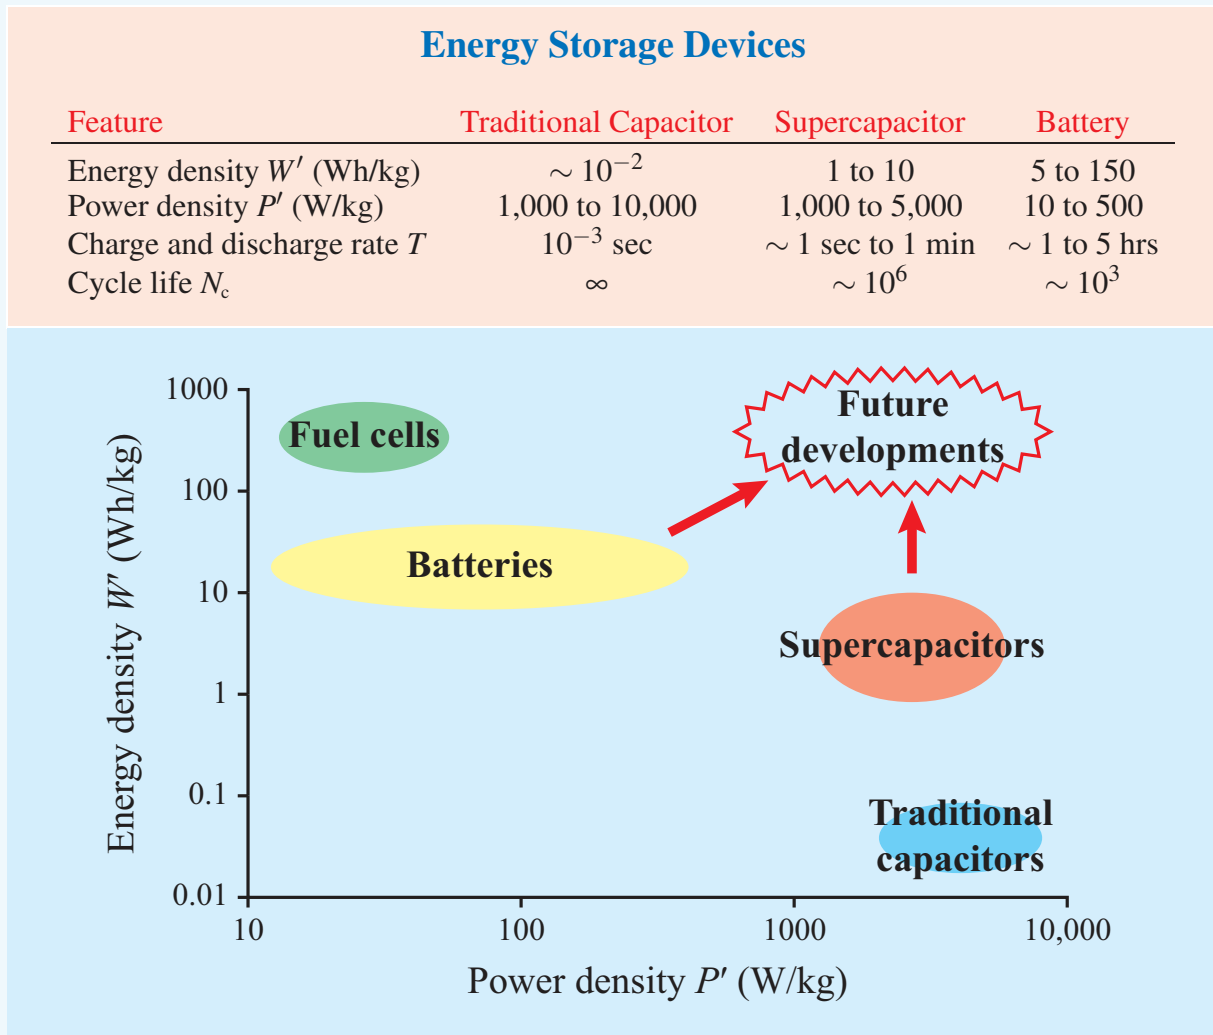 Energy Storage Devices
Feature Traditional Capacitor Supercapacitor Battery
Energy density W′ (Wh/kg) ∼ 10⁻² 1 to 10 5 to 150
Power density P′ (W/kg) 1,000 to 10,000 1,000 to 5,000 10 to 500
Charge and discharge rate T 10⁻³ sec ∼ 1 sec to 1 min ∼ 1 to 5 hrs
Cycle life N_c ∞ ∼ 10⁶ ∼ 10³
Energy density W′ (Wh/kg)
1000
100
10
1
0.1
0.01
Fuel cells
Future
developments
Batteries
Supercapacitors
Traditional
capacitors
10 100 1000 10,000
Power density P′ (W/kg)